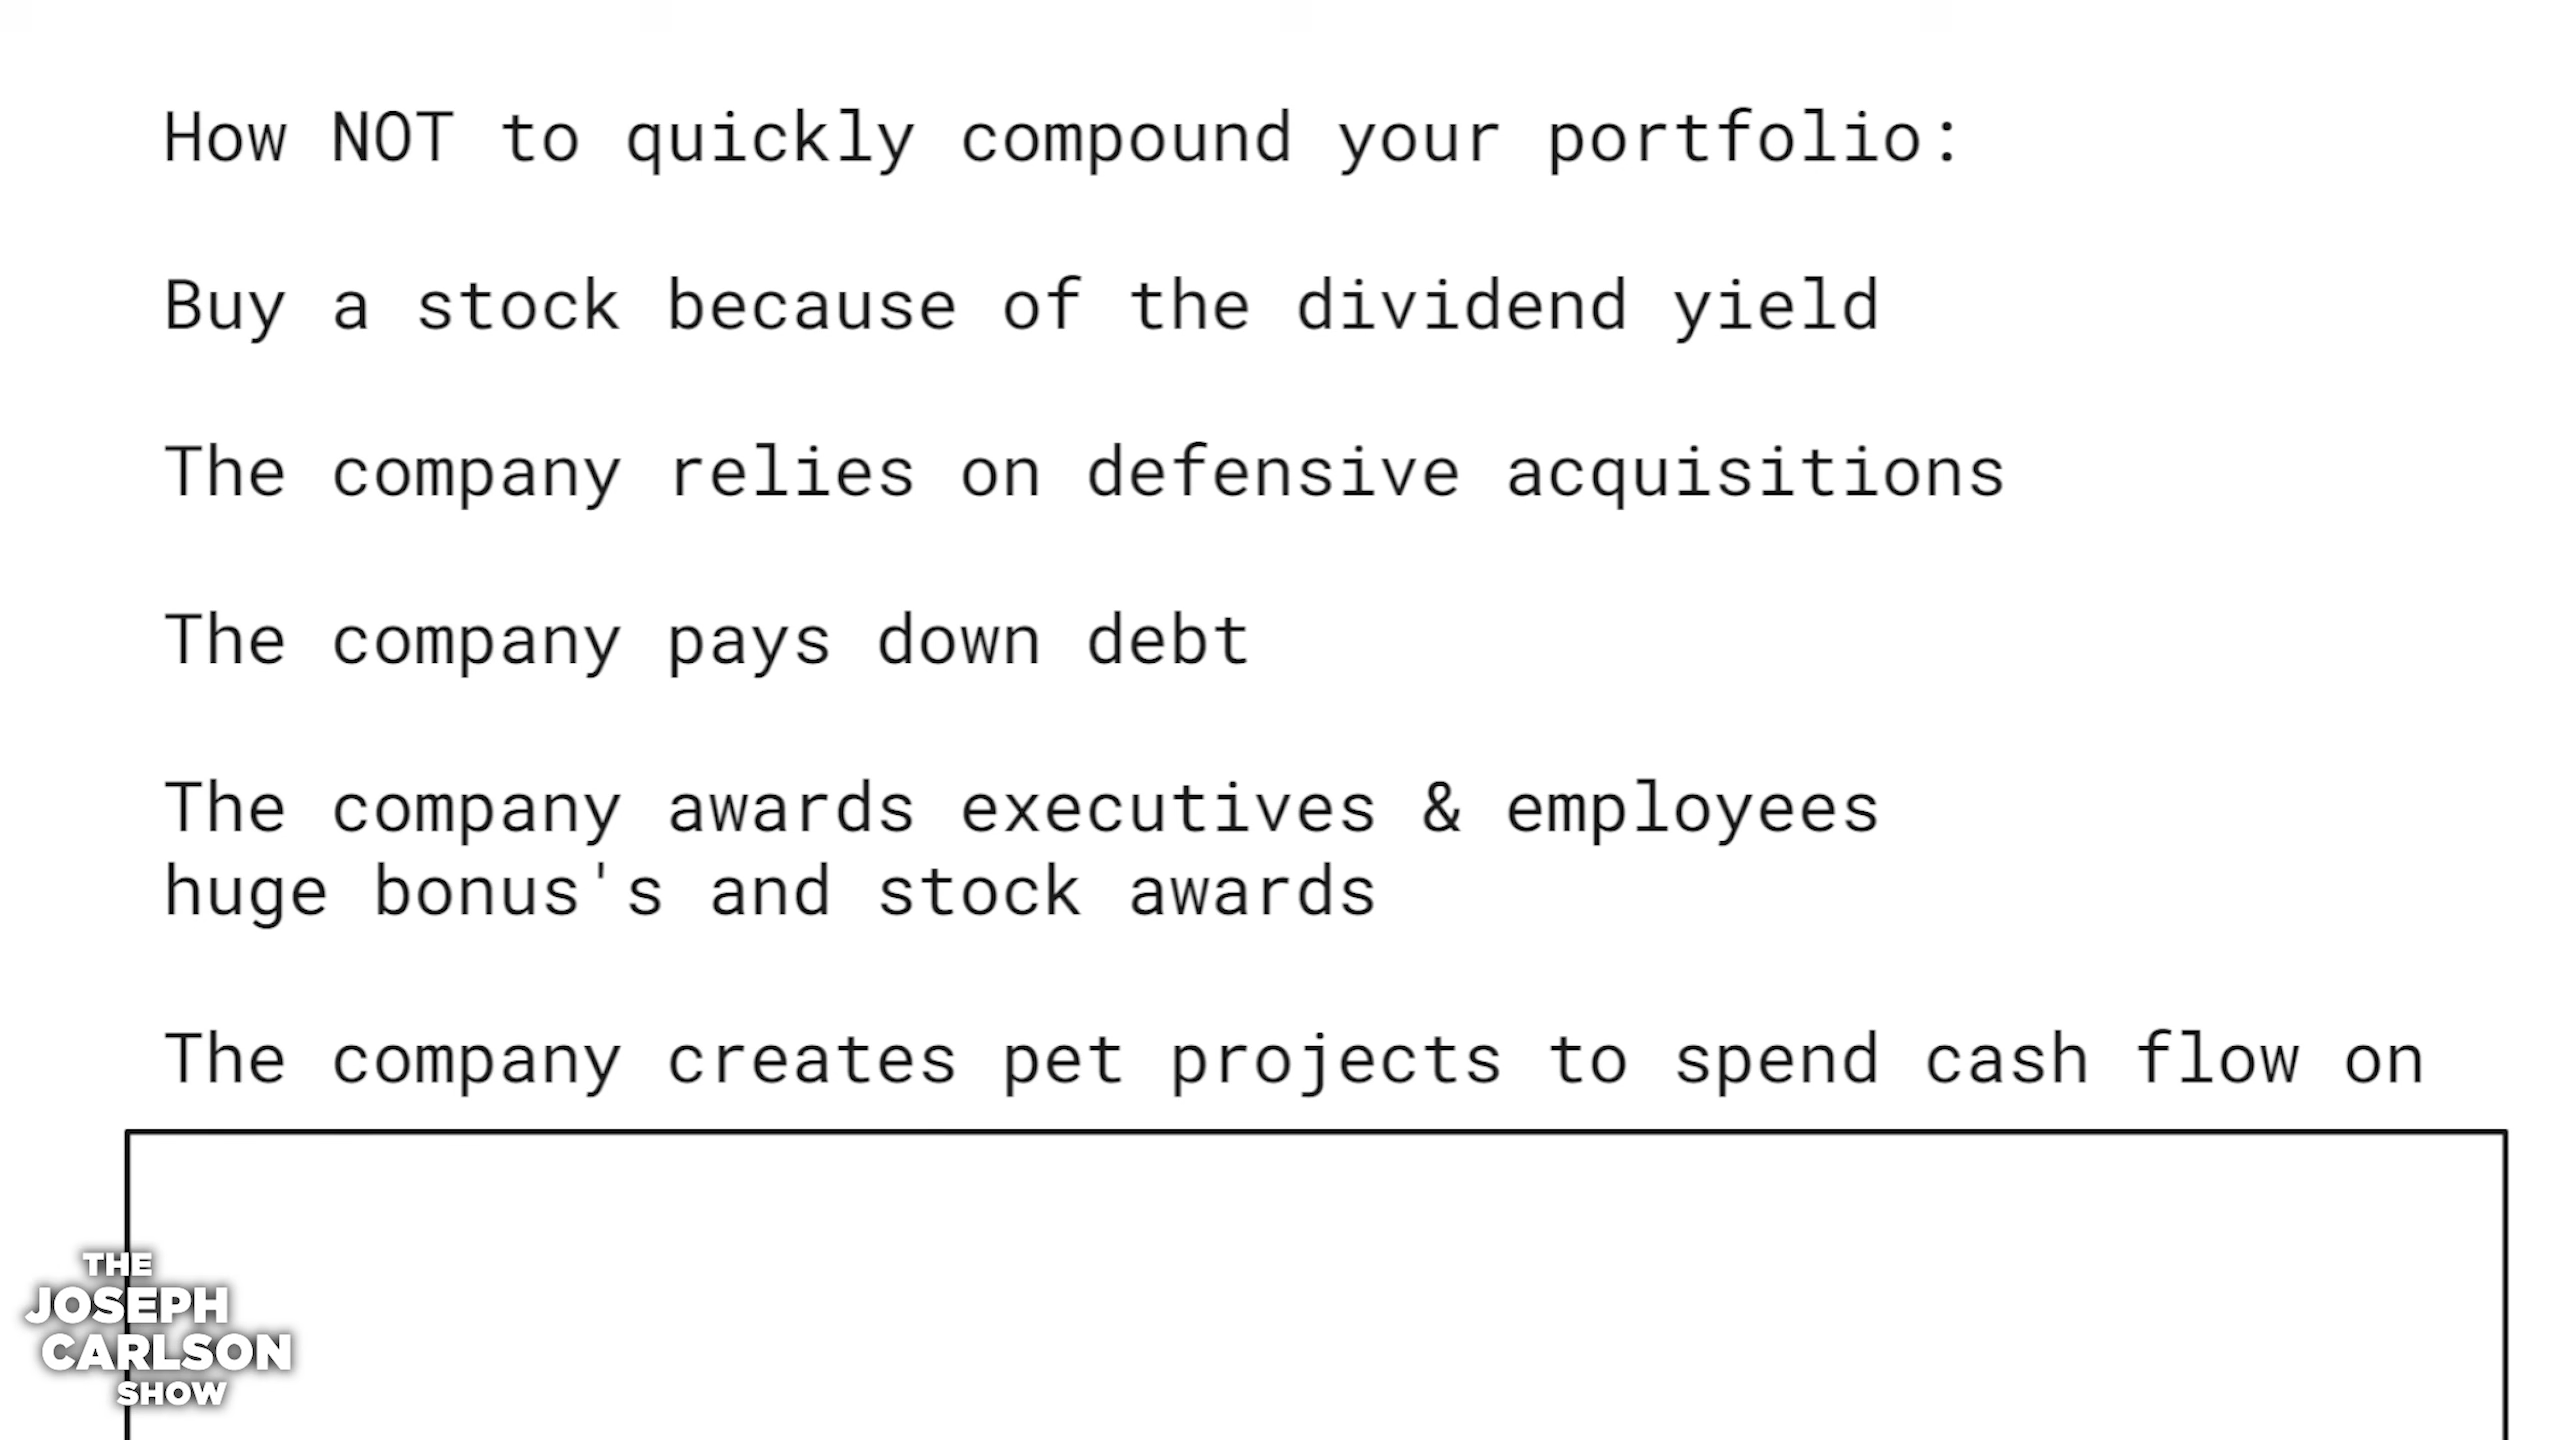 How NOT to quickly compound your portfolio:
Buy a stock because of the dividend yield
The company relies on defensive acquisitions
The company pays down debt
The company awards executives & employees
huge bonus's and stock awards
The company creates pet projects to spend cash flow on
THE
JOSEPH
CARLSON
SHOW